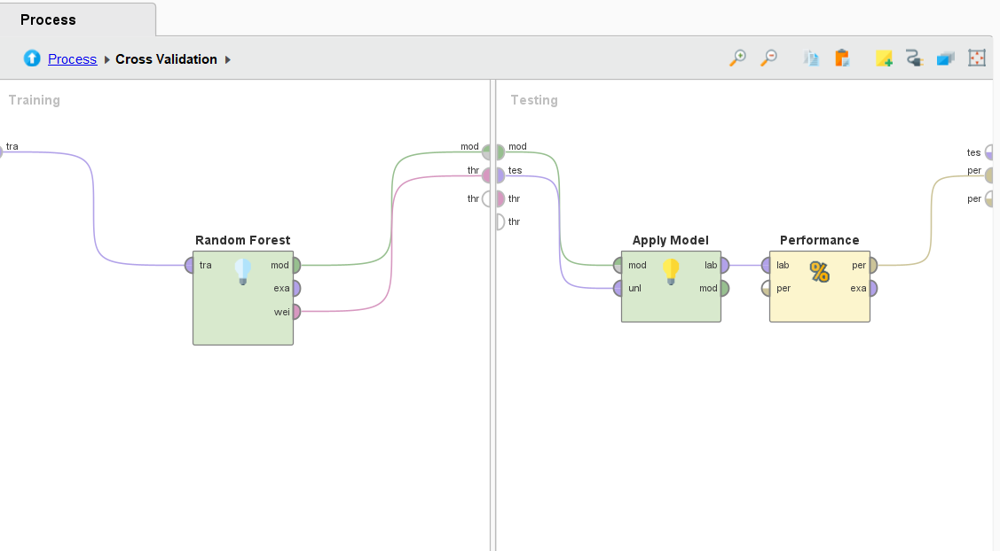 Process
Process Cross Validation
Training
Testing
tra
mod
mod
tes
thr
tes
per
thr
thr
per
thr
Random Forest
Apply Model
Performance
tra
mod
mod
lab
lab
per
exa
unl
mod
per
exa
wei
%